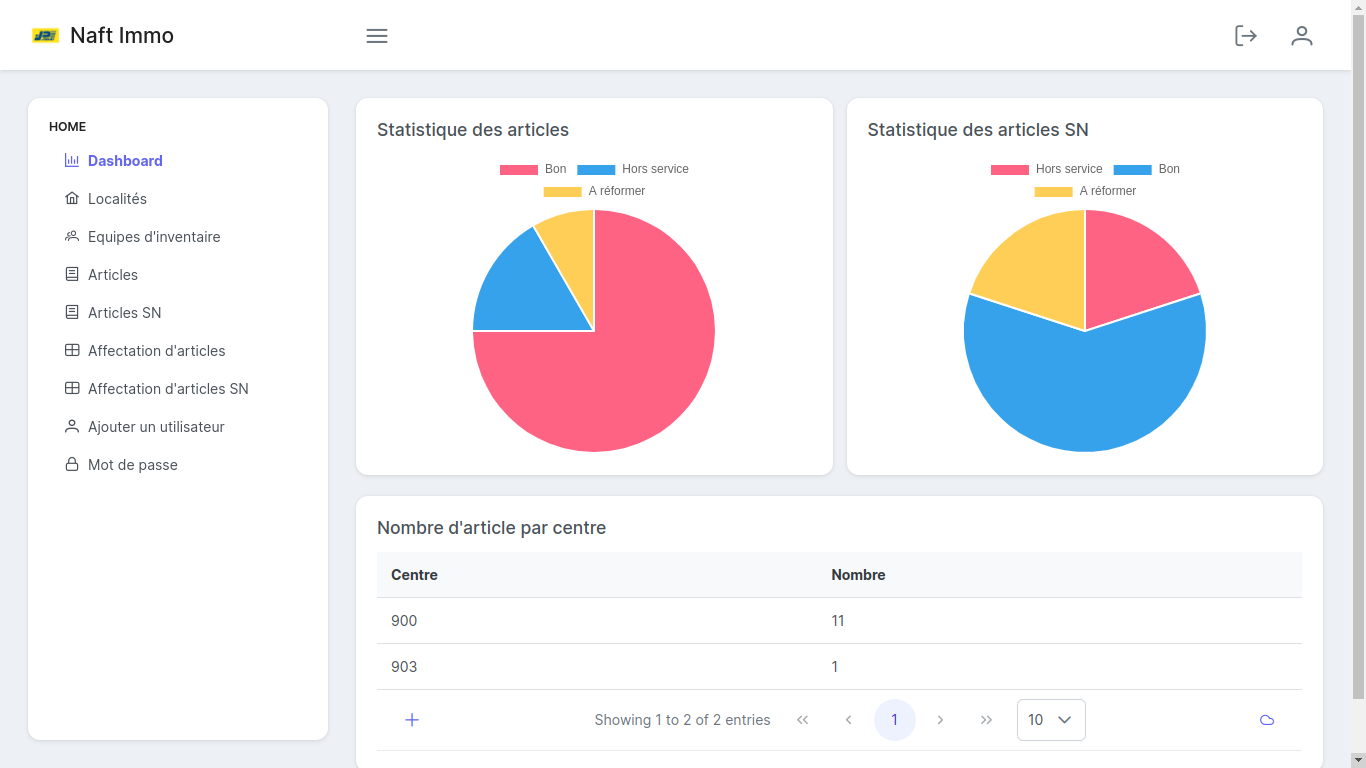 Naft Immo
HOME
Dashboard
Localités
Equipes d'inventaire
Articles
Articles SN
Affectation d'articles
Affectation d'articles SN
Ajouter un utilisateur
Mot de passe
Statistique des articles
Bon Hors service
A réformer
Statistique des articles SN
Hors service Bon
A réformer
Nombre d'article par centre
Centre Nombre
900 11
903 1
Showing 1 to 2 of 2 entries 1 10